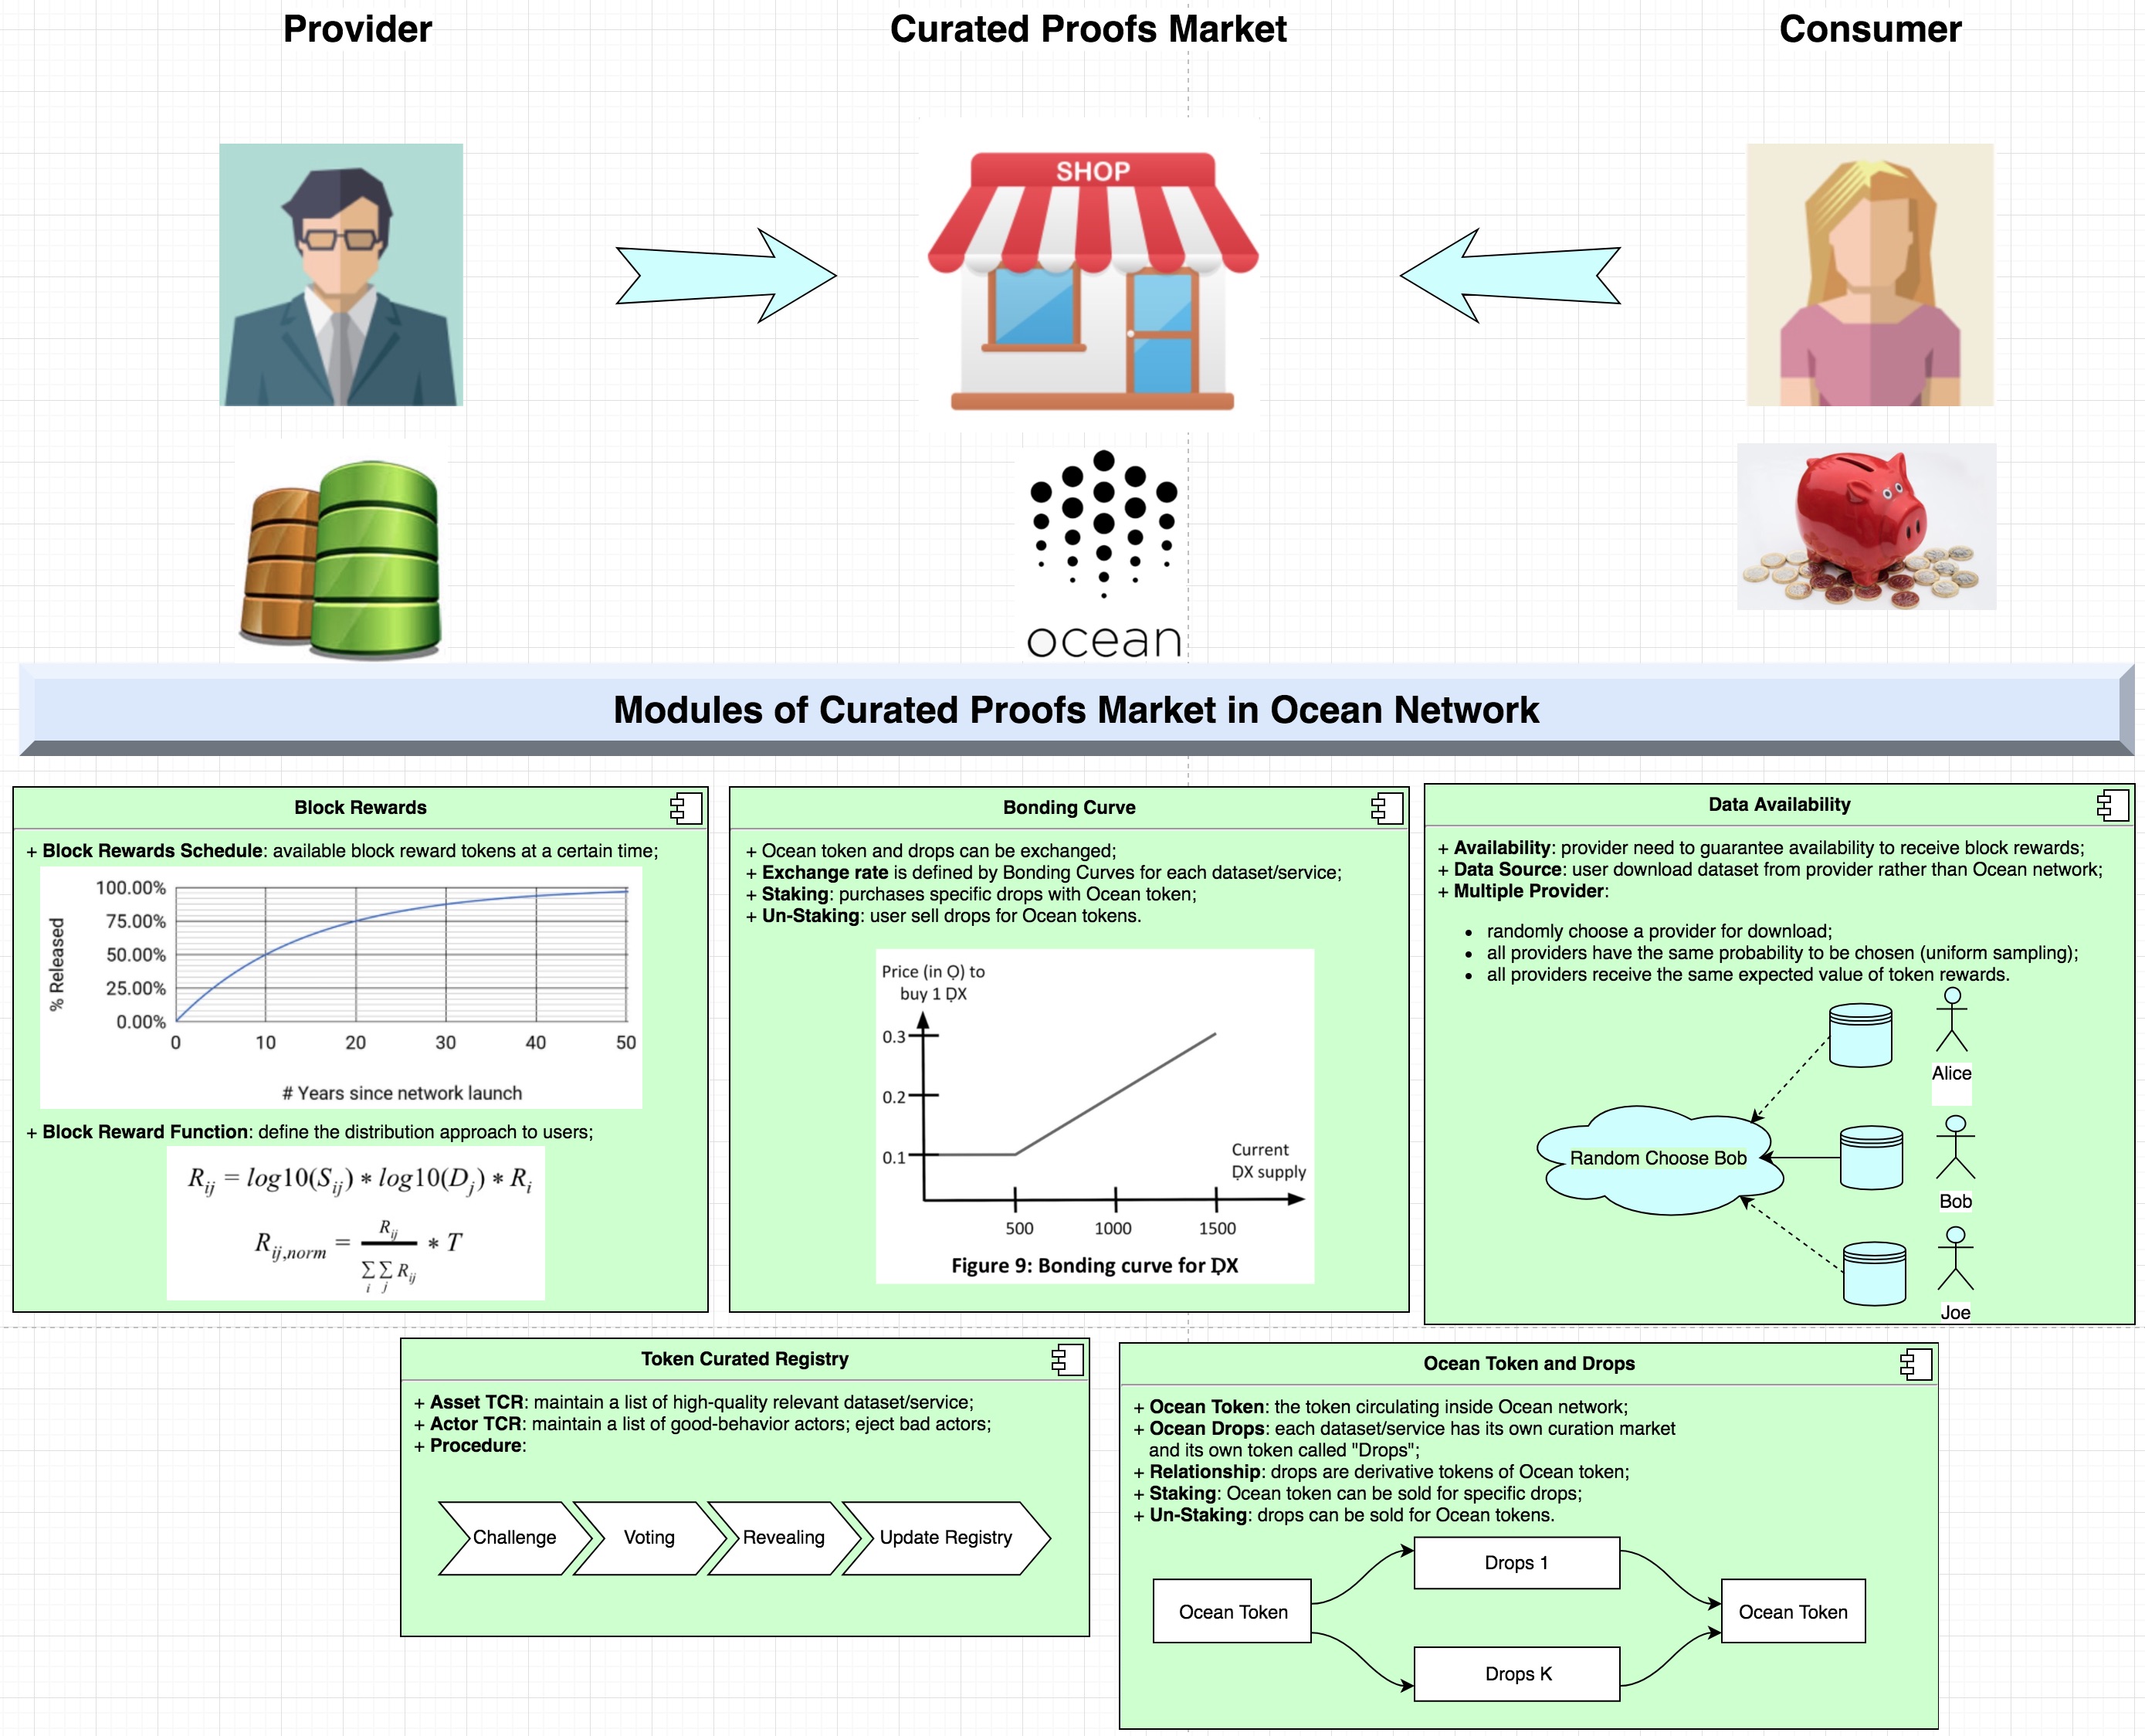 Provider
Curated Proofs Market
Consumer
SHOP
ocean
Modules of Curated Proofs Market in Ocean Network
Block Rewards
+ Block Rewards Schedule: available block reward tokens at a certain time;
% Released
100.00%
75.00%
50.00%
25.00%
0.00%
0 10 20 30 40 50
# Years since network launch
+ Block Reward Function: define the distribution approach to users;
R_{ij} = log10(S_{ij}) * log10(D_j) * R_i
R_{ij,norm} = \frac{R_{ij}}{\sum_i \sum_j R_{ij}} * T
Bonding Curve
+ Ocean token and drops can be exchanged;
+ Exchange rate is defined by Bonding Curves for each dataset/service;
+ Staking: purchases specific drops with Ocean token;
+ Un-Staking: user sell drops for Ocean tokens.
Price (in Ọ) to
buy 1 ḌX
0.3
0.2
0.1
Current
ḌX supply
500 1000 1500
Figure 9: Bonding curve for ḌX
Data Availability
+ Availability: provider need to guarantee availability to receive block rewards;
+ Data Source: user download dataset from provider rather than Ocean network;
+ Multiple Provider:
• randomly choose a provider for download;
• all providers have the same probability to be chosen (uniform sampling);
• all providers receive the same expected value of token rewards.
Alice
Random Choose Bob
Bob
Joe
Token Curated Registry
+ Asset TCR: maintain a list of high-quality relevant dataset/service;
+ Actor TCR: maintain a list of good-behavior actors; eject bad actors;
+ Procedure:
Challenge
Voting
Revealing
Update Registry
Ocean Token and Drops
+ Ocean Token: the token circulating inside Ocean network;
+ Ocean Drops: each dataset/service has its own curation market
and its own token called "Drops";
+ Relationship: drops are derivative tokens of Ocean token;
+ Staking: Ocean token can be sold for specific drops;
+ Un-Staking: drops can be sold for Ocean tokens.
Drops 1
Ocean Token
Ocean Token
Drops K